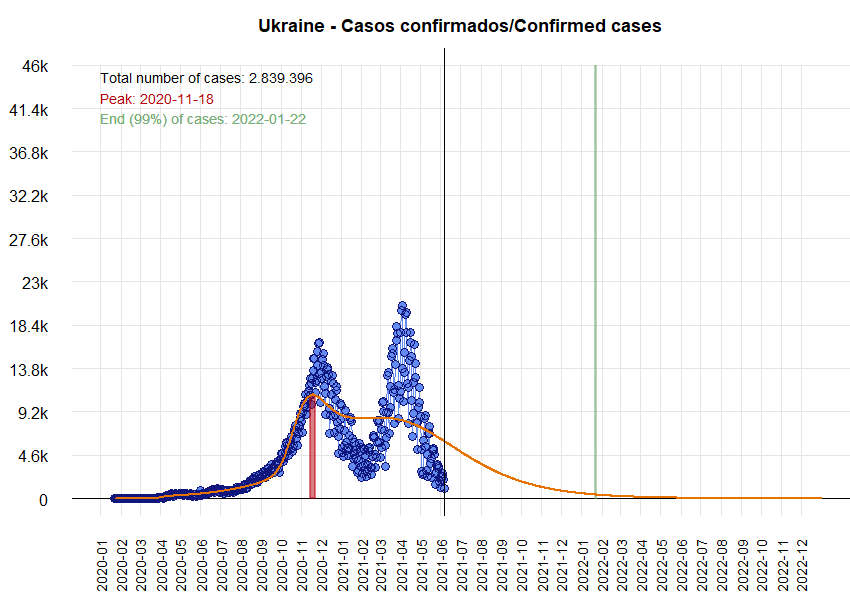 Ukraine - Casos confirmados/Confirmed cases
46k
Total number of cases: 2.839.396
Peak: 2020-11-18
41.4k
End (99%) of cases: 2022-01-22
36.8k
32.2k
27.6k
23k
18.4k
13.8k
9.2k
4.6k
0
2020-01
2020-02
2020-03
2020-04
2020-05
2020-06
2020-07
2020-08
2020-09
2020-10
2020-11
2020-12
2021-01
2021-02
2021-03
2021-04
2021-05
2021-06
2021-07
2021-08
2021-09
2021-10
2021-11
2021-12
2022-01
2022-02
2022-03
2022-04
2022-05
2022-06
2022-07
2022-08
2022-09
2022-10
2022-11
2022-12